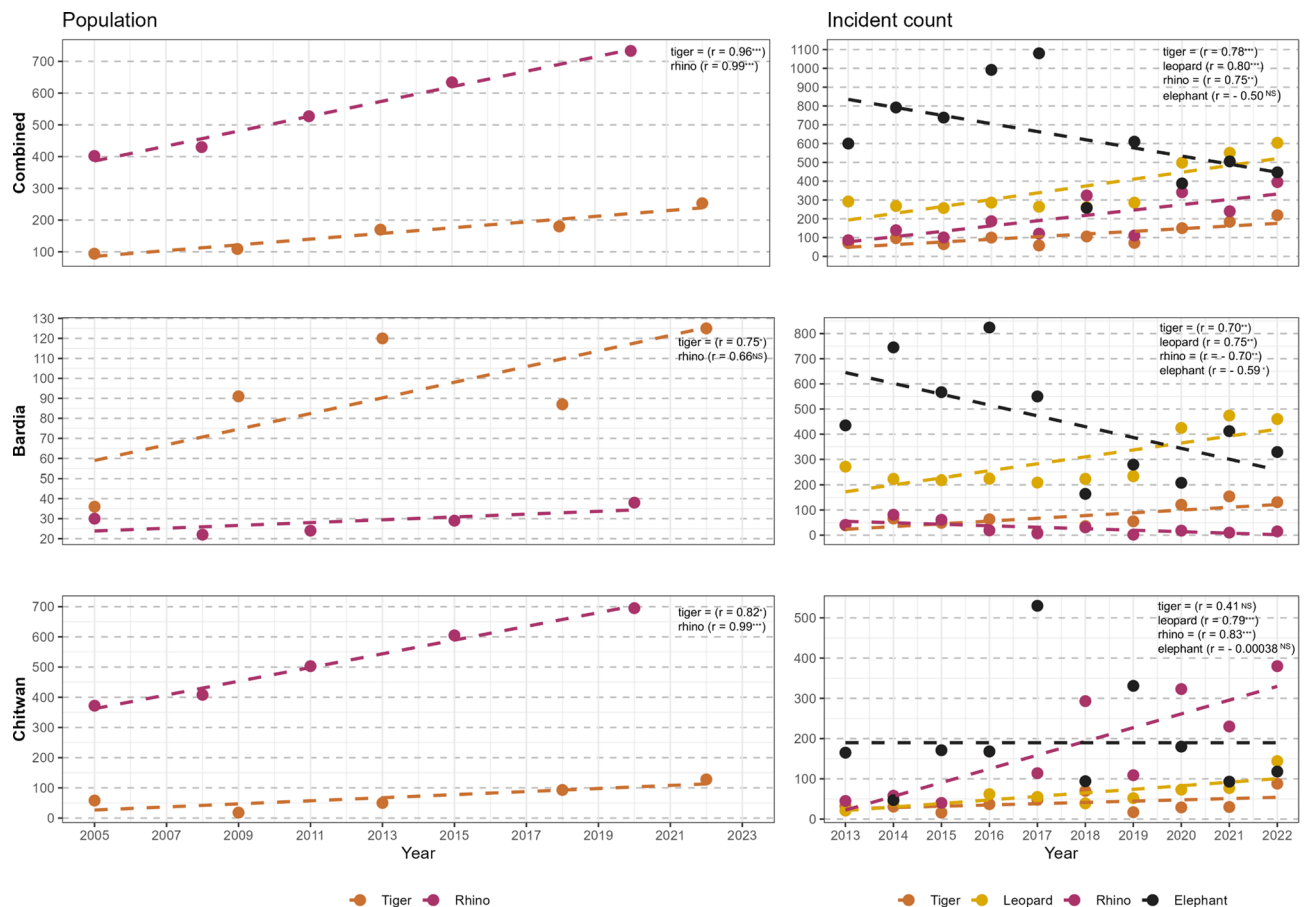 Population
Incident count
Combined
700
600
500
400
300
200
100
tiger = (r = 0.96***)
rhino = (r = 0.99***)
1100
1000
900
800
700
600
500
400
300
200
100
0
tiger = (r = 0.78***)
leopard (r = 0.80***)
rhino = (r = 0.75**)
elephant (r = - 0.50 NS)
Bardia
130
120
110
100
90
80
70
60
50
40
30
20
tiger = (r = 0.75*)
rhino (r = 0.66NS)
800
700
600
500
400
300
200
100
0
tiger = (r = 0.70**)
leopard (r = 0.75**)
rhino = (r = - 0.70**)
elephant (r = - 0.59 *)
Chitwan
700
600
500
400
300
200
100
0
tiger = (r = 0.82*)
rhino (r = 0.99***)
500
400
300
200
100
0
tiger = (r = 0.41 NS)
leopard (r = 0.79***)
rhino = (r = 0.83***)
elephant (r = - 0.00038 NS)
2005 2007 2009 2011 2013 2015 2017 2019 2021 2023
Year
2013 2014 2015 2016 2017 2018 2019 2020 2021 2022
Year
Tiger Rhino
Tiger Leopard Rhino Elephant